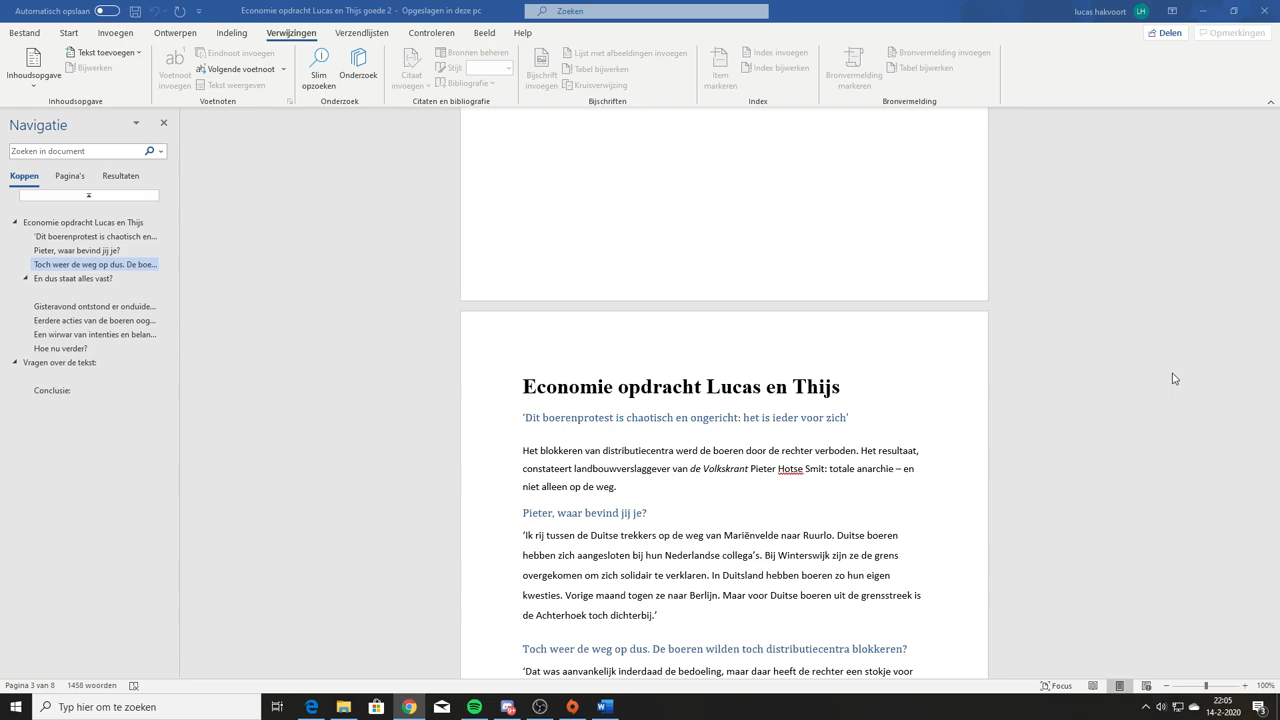 Automatisch opslaan
Economie opdracht Lucas en Thijs goede 2 - Opgeslagen in deze pc
Zoeken
lucas hakvoort
LH
Bestand Start Invoegen Ontwerpen Indeling Verwijzingen Verzendlijsten Controleren Beeld Help
Delen
Opmerkingen
Inhoudsopgave
Tekst toevoegen
Bijwerken
Inhoudsopgave
Voetnoot invoegen
Eindnoot invoegen
Volgende voetnoot
Tekst weergeven
Voetnoten
Slim opzoeken
Onderzoek
Onderzoek
Citaat invoegen
Bronnen beheren
Stijl:
Bibliografie
Citaten en bibliografie
Bijschrift invoegen
Lijst met afbeeldingen invoegen
Tabel bijwerken
Kruisverwijzing
Bijschriften
Item markeren
Index invoegen
Index bijwerken
Index
Bronvermelding markeren
Bronvermelding invoegen
Tabel bijwerken
Bronvermelding
Navigatie
Zoeken in document
Koppen Pagina's Resultaten
Economie opdracht Lucas en Thijs
'Dit boerenprotest is chaotisch en...
Pieter, waar bevind jij je?
Toch weer de weg op dus. De boe...
En dus staat alles vast?
Gisteravond ontstond er onduide...
Eerdere acties van de boeren oog...
Een wirwar van intenties en belan...
Hoe nu verder?
Vragen over de tekst:
Conclusie:
Economie opdracht Lucas en Thijs
'Dit boerenprotest is chaotisch en ongericht: het is ieder voor zich'
Het blokkeren van distributiecentra werd de boeren door de rechter verboden. Het resultaat,
constateert landbouwverslaggever van de Volkskrant Pieter Hotse Smit: totale anarchie – en
niet alleen op de weg.
Pieter, waar bevind jij je?
‘Ik rij tussen de Duitse trekkers op de weg van Mariënvelde naar Ruurlo. Duitse boeren
hebben zich aangesloten bij hun Nederlandse collega’s. Bij Winterswijk zijn ze de grens
overgekomen om zich solidair te verklaren. In Duitsland hebben boeren zo hun eigen
kwesties. Vorige maand togen ze naar Berlijn. Maar voor Duitse boeren uit de grensstreek is
de Achterhoek toch dichterbij.’
Toch weer de weg op dus. De boeren wilden toch distributiecentra blokkeren?
‘Dat was aanvankelijk inderdaad de bedoeling, maar daar heeft de rechter een stokje voor
Pagina 3 van 8 1458 woorden
Focus
100%
Typ hier om te zoeken
22:05
14-2-2020